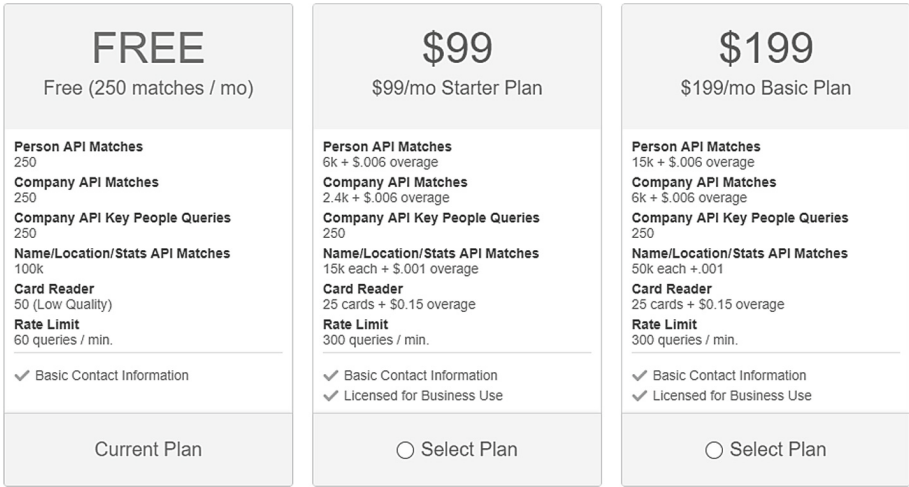 FREE
Free (250 matches / mo)
Person API Matches
250
Company API Matches
250
Company API Key People Queries
250
Name/Location/Stats API Matches
100k
Card Reader
50 (Low Quality)
Rate Limit
60 queries / min.
Basic Contact Information
Current Plan
$99
$99/mo Starter Plan
Person API Matches
6k + $.006 overage
Company API Matches
2.4k + $.006 overage
Company API Key People Queries
250
Name/Location/Stats API Matches
15k each + $.001 overage
Card Reader
25 cards + $0.15 overage
Rate Limit
300 queries / min.
Basic Contact Information
Licensed for Business Use
Select Plan
$199
$199/mo Basic Plan
Person API Matches
15k + $.006 overage
Company API Matches
6k + $.006 overage
Company API Key People Queries
250
Name/Location/Stats API Matches
50k each +.001
Card Reader
25 cards + $0.15 overage
Rate Limit
300 queries / min.
Basic Contact Information
Licensed for Business Use
Select Plan